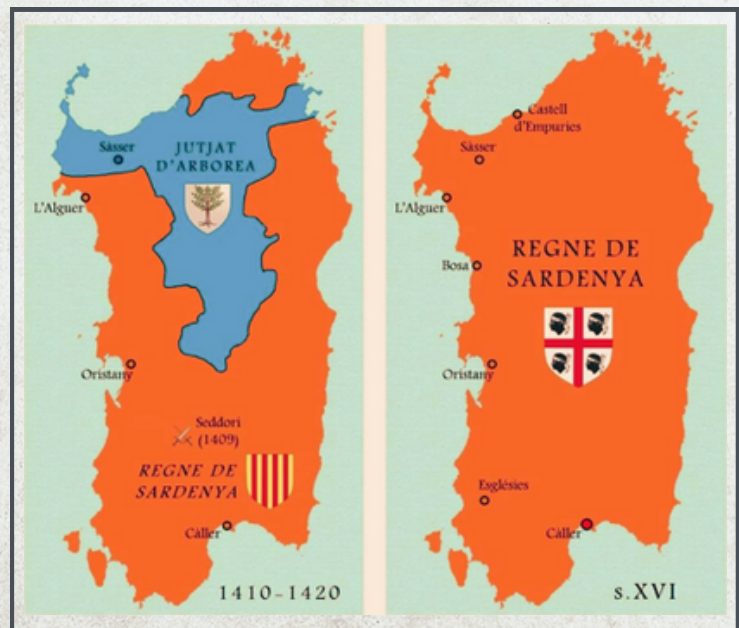 Sàsser
JUTJAT
D'ARBOREA
L'Alguer
Oristany
Seddori
(1409)
REGNE DE
SARDENYA
Càller
1410-1420
Castell
d'Empuries
Sàsser
L'Alguer
Bosa
REGNE DE
SARDENYA
Oristany
Esglésies
Càller
s.XVI